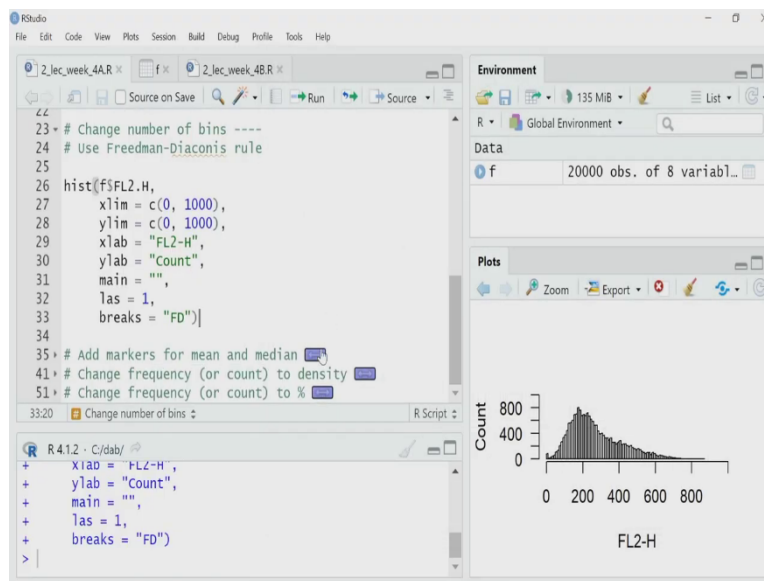 RStudio
File Edit Code View Plots Session Build Debug Profile Tools Help
2_lec_week_4A.R × f × 2_lec_week_4B.R ×
Source on Save Run Source
22
23 # Change number of bins ----
24 # Use Freedman-Diaconis rule
25
26 hist(f$FL2.H,
27 xlim = c(0, 1000),
28 ylim = c(0, 1000),
29 xlab = "FL2-H",
30 ylab = "Count",
31 main = "",
32 las = 1,
33 breaks = "FD")
34
35 # Add markers for mean and median
41 # Change frequency (or count) to density
51 # Change frequency (or count) to %
33:20 # Change number of bins R Script
R 4.1.2 · C:/dab/
+ xlab = "FL2-H",
+ ylab = "Count",
+ main = "",
+ las = 1,
+ breaks = "FD")
>
Environment
135 MiB List
R Global Environment
Data
f 20000 obs. of 8 variabl…
Plots
Zoom Export
Count
800
400
0
0 200 400 600 800
FL2-H